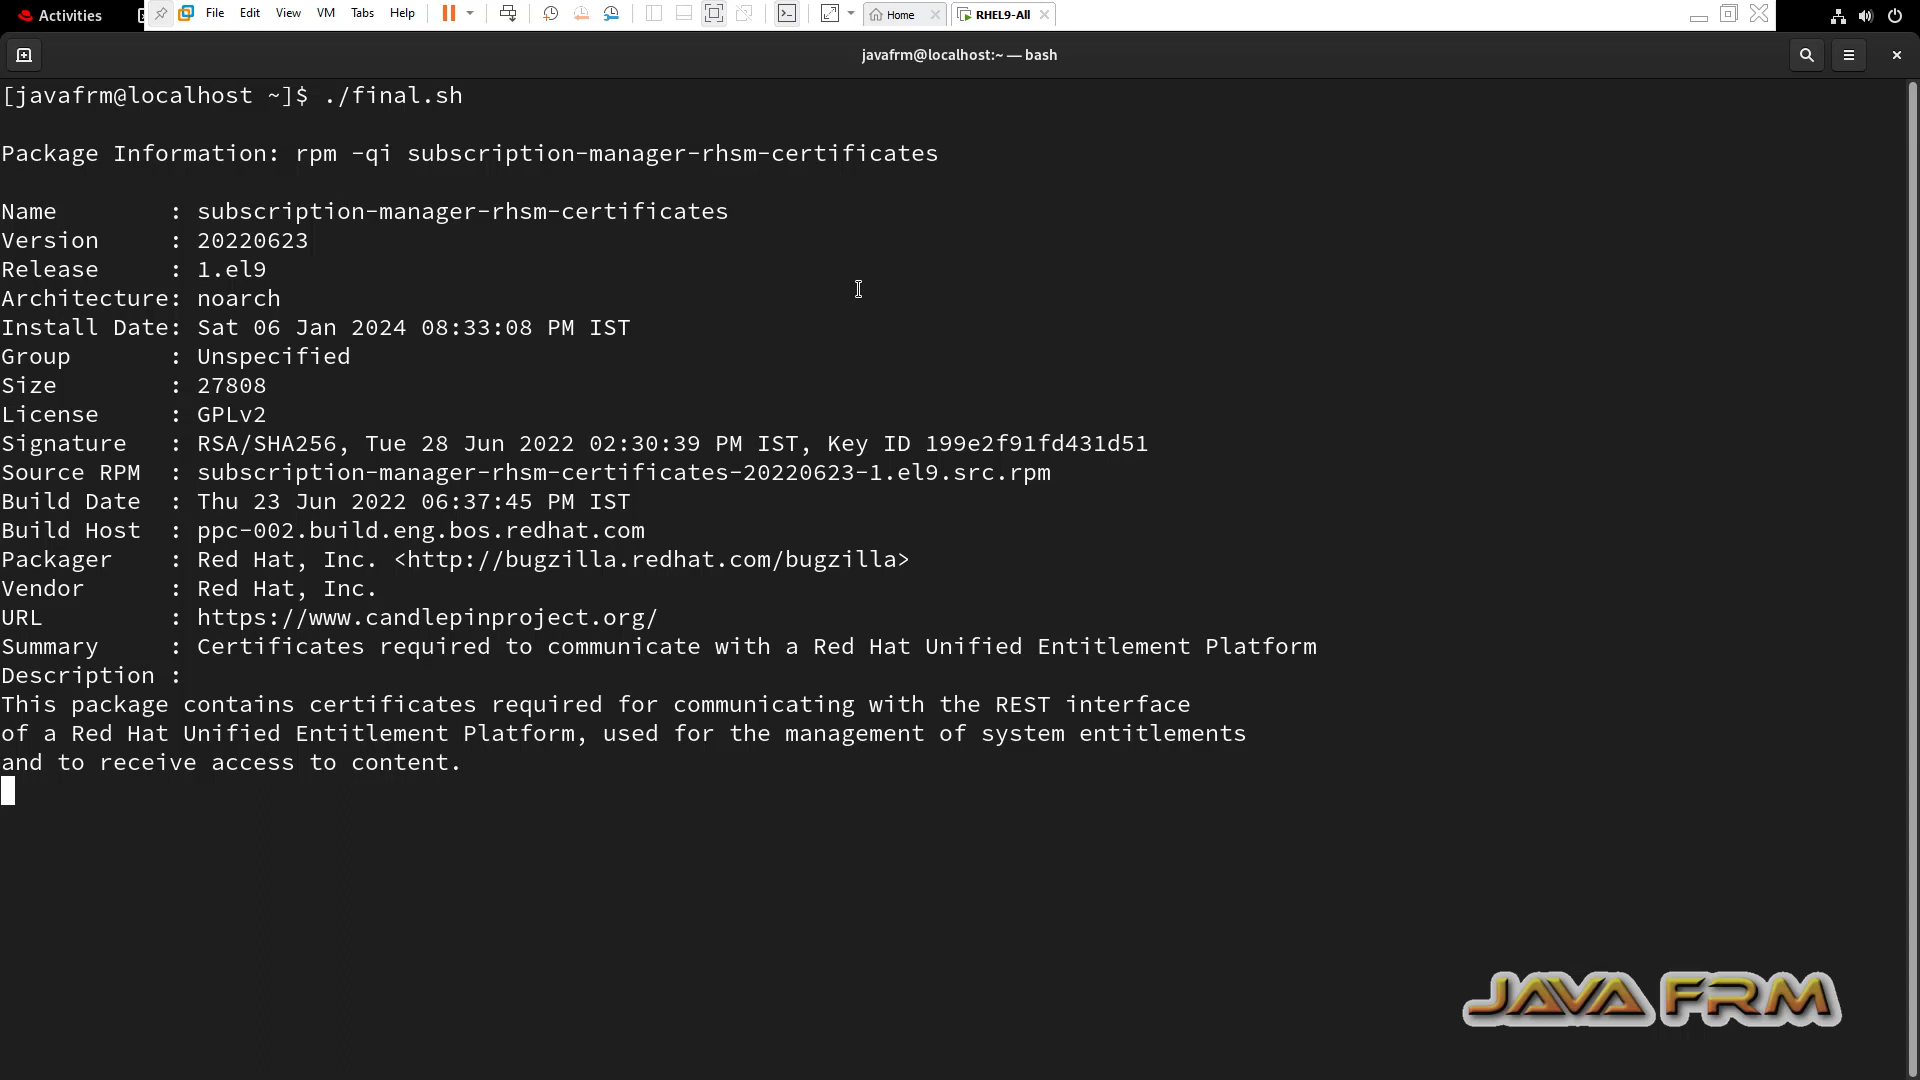 Activities File Edit View VM Tabs Help Home RHEL9-All
javafrm@localhost:~ — bash
[javafrm@localhost ~]$ ./final.sh
Package Information: rpm -qi subscription-manager-rhsm-certificates
Name        : subscription-manager-rhsm-certificates
Version     : 20220623
Release     : 1.el9
Architecture: noarch
Install Date: Sat 06 Jan 2024 08:33:08 PM IST
Group       : Unspecified
Size        : 27808
License     : GPLv2
Signature   : RSA/SHA256, Tue 28 Jun 2022 02:30:39 PM IST, Key ID 199e2f91fd431d51
Source RPM  : subscription-manager-rhsm-certificates-20220623-1.el9.src.rpm
Build Date  : Thu 23 Jun 2022 06:37:45 PM IST
Build Host  : ppc-002.build.eng.bos.redhat.com
Packager    : Red Hat, Inc. <http://bugzilla.redhat.com/bugzilla>
Vendor      : Red Hat, Inc.
URL         : https://www.candlepinproject.org/
Summary     : Certificates required to communicate with a Red Hat Unified Entitlement Platform
Description :
This package contains certificates required for communicating with the REST interface
of a Red Hat Unified Entitlement Platform, used for the management of system entitlements
and to receive access to content.
JAVA FRM